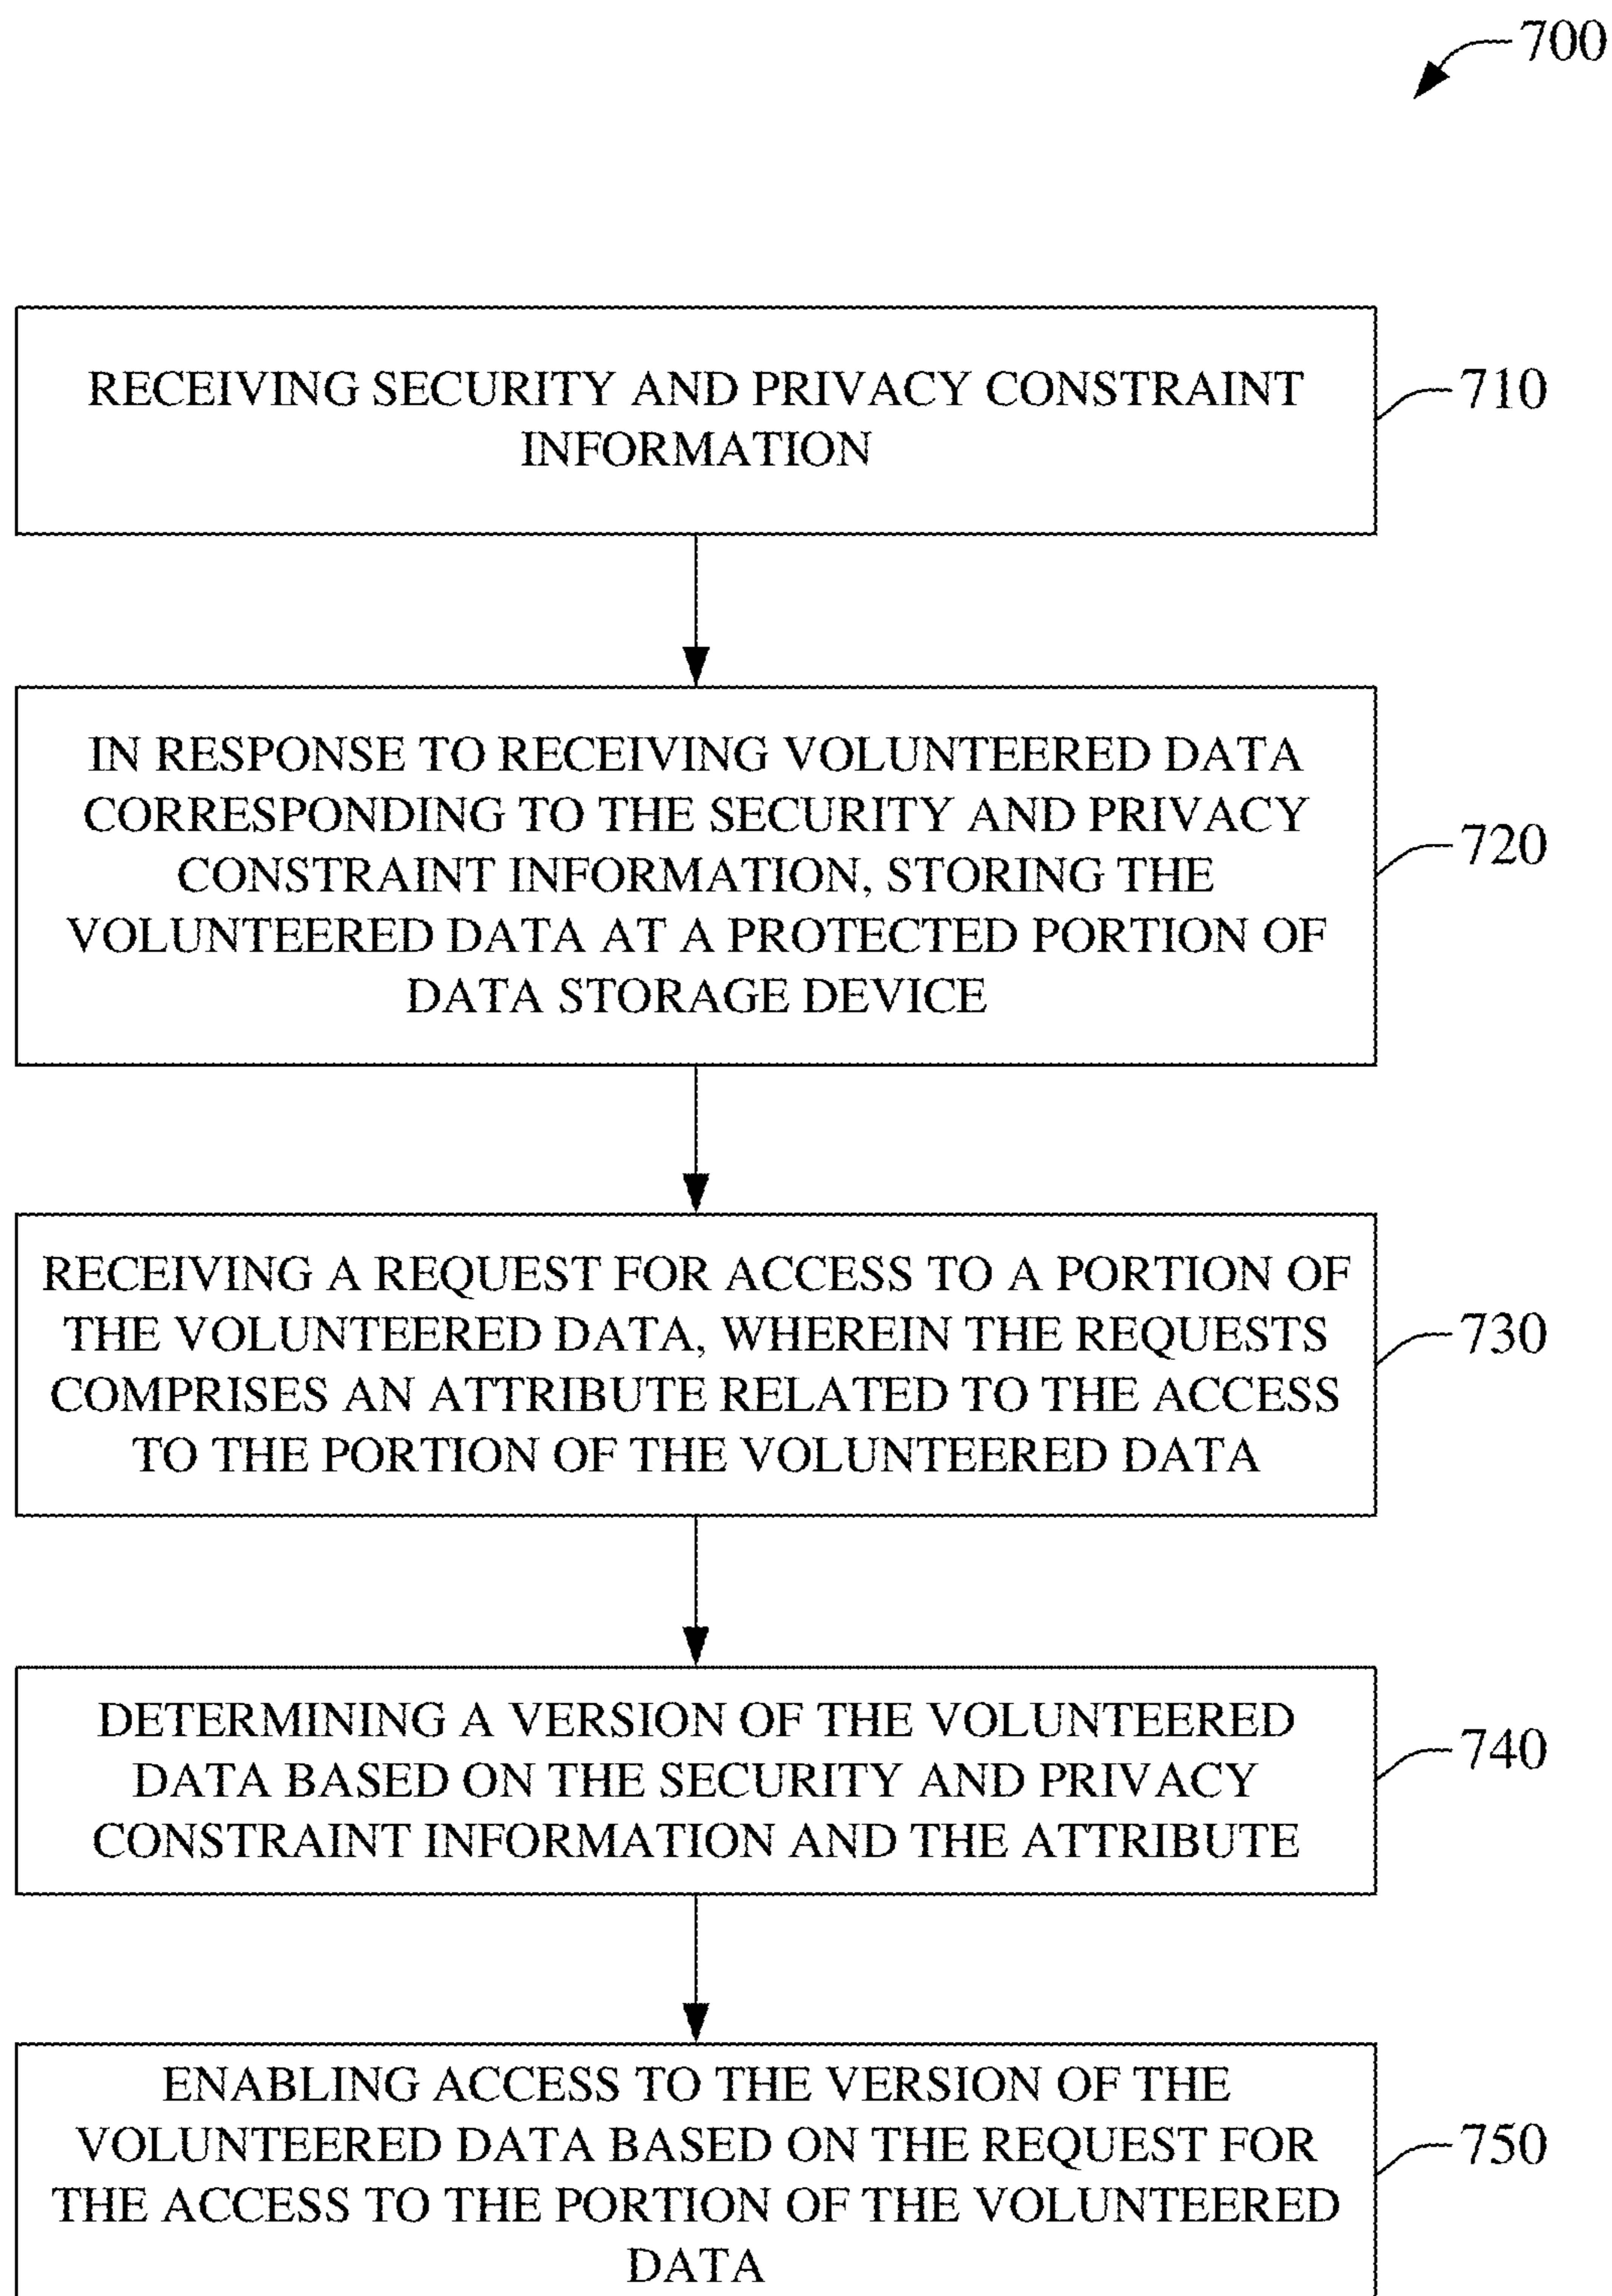 700
RECEIVING SECURITY AND PRIVACY CONSTRAINT
INFORMATION
710
IN RESPONSE TO RECEIVING VOLUNTEERED DATA
CORRESPONDING TO THE SECURITY AND PRIVACY
CONSTRAINT INFORMATION, STORING THE
VOLUNTEERED DATA AT A PROTECTED PORTION OF
DATA STORAGE DEVICE
720
RECEIVING A REQUEST FOR ACCESS TO A PORTION OF
THE VOLUNTEERED DATA, WHEREIN THE REQUESTS
COMPRISES AN ATTRIBUTE RELATED TO THE ACCESS
TO THE PORTION OF THE VOLUNTEERED DATA
730
DETERMINING A VERSION OF THE VOLUNTEERED
DATA BASED ON THE SECURITY AND PRIVACY
CONSTRAINT INFORMATION AND THE ATTRIBUTE
740
ENABLING ACCESS TO THE VERSION OF THE
VOLUNTEERED DATA BASED ON THE REQUEST FOR
THE ACCESS TO THE PORTION OF THE VOLUNTEERED
DATA
750